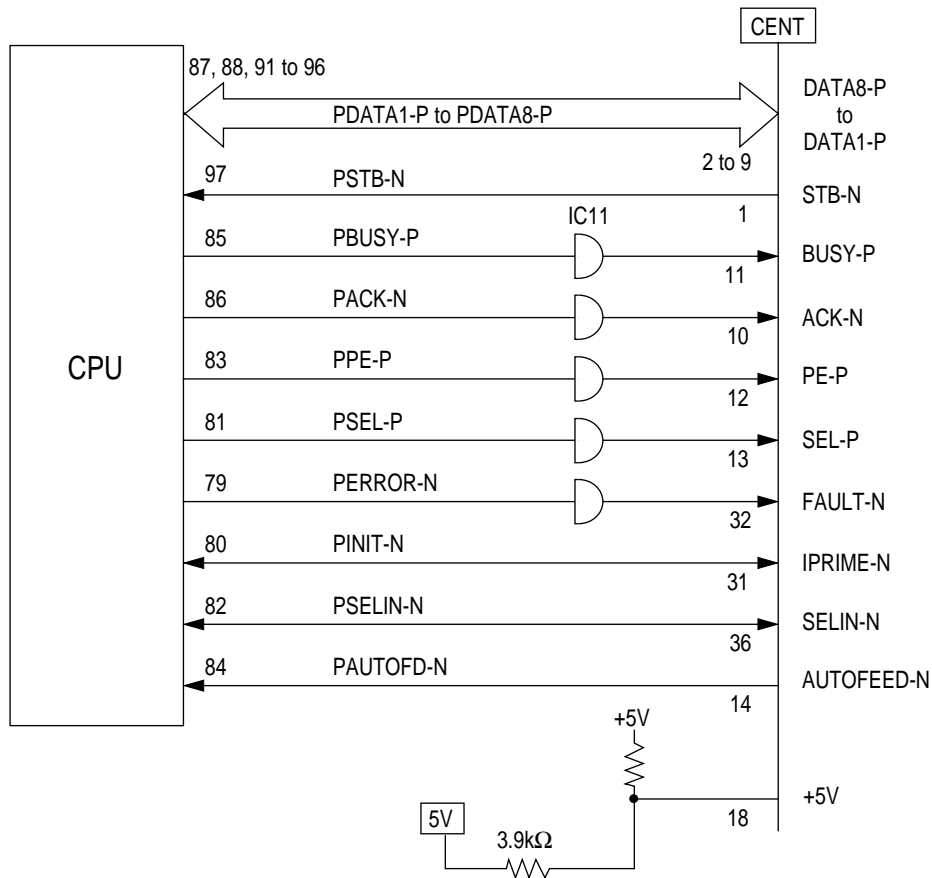 CENT
87, 88, 91 to 96
DATA8-P
to
DATA1-P
PDATA1-P to PDATA8-P
2 to 9
97 PSTB-N
1
STB-N
IC11
85 PBUSY-P
11
BUSY-P
86 PACK-N
10
ACK-N
CPU
83 PPE-P
12
PE-P
81 PSEL-P
13
SEL-P
79 PERROR-N
32
FAULT-N
80 PINIT-N
31
IPRIME-N
82 PSELIN-N
36
SELIN-N
84 PAUTOFD-N
14
AUTOFEED-N
+5V
18
+5V
5V
3.9kΩ